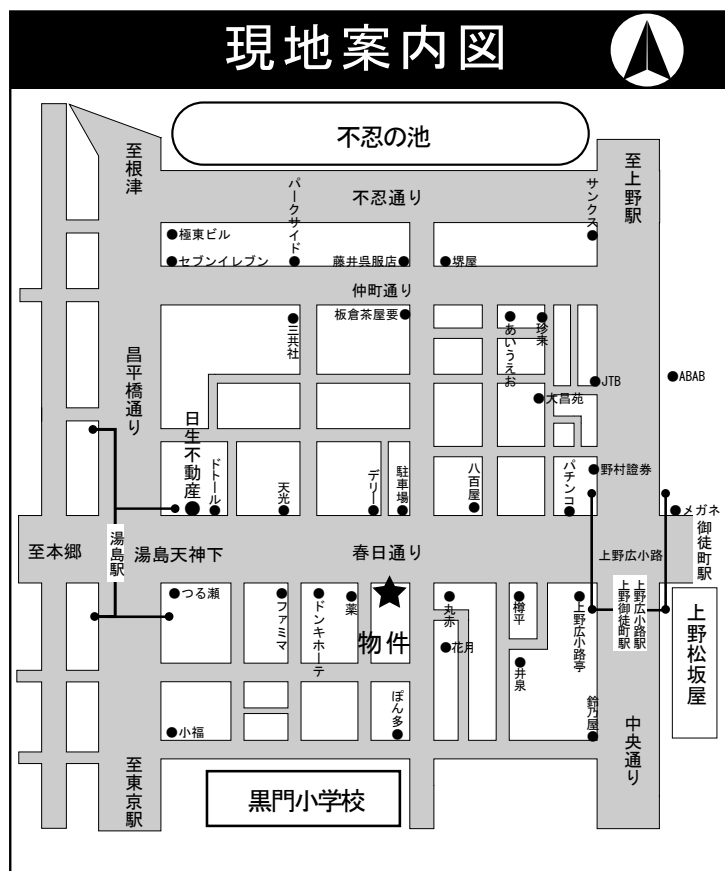 現地案内図
不忍の池
至根津
パークサイド
不忍通り
サンクス
至上野駅
極東ビル
セブンイレブン
藤井呉服店
堺屋
仲町通り
三共社
板倉茶屋要
あいうえお
珍来
昌平橋通り
JTB
ABAB
大昌苑
日生不動産
ドトール
天光
デリー
駐車場
八百屋
パチンコ
野村證券
メガネ
御徒町駅
至本郷
湯島駅
湯島天神下
春日通り
上野広小路
つる瀬
ファミマ
ドンキホーテ
薬
物件
丸赤
花月
樽平
井泉
上野広小路亭
上野御徒町駅
上野広小路駅
上野松坂屋
小福
ぽん多
鈴乃屋
中央通り
至東京駅
黒門小学校